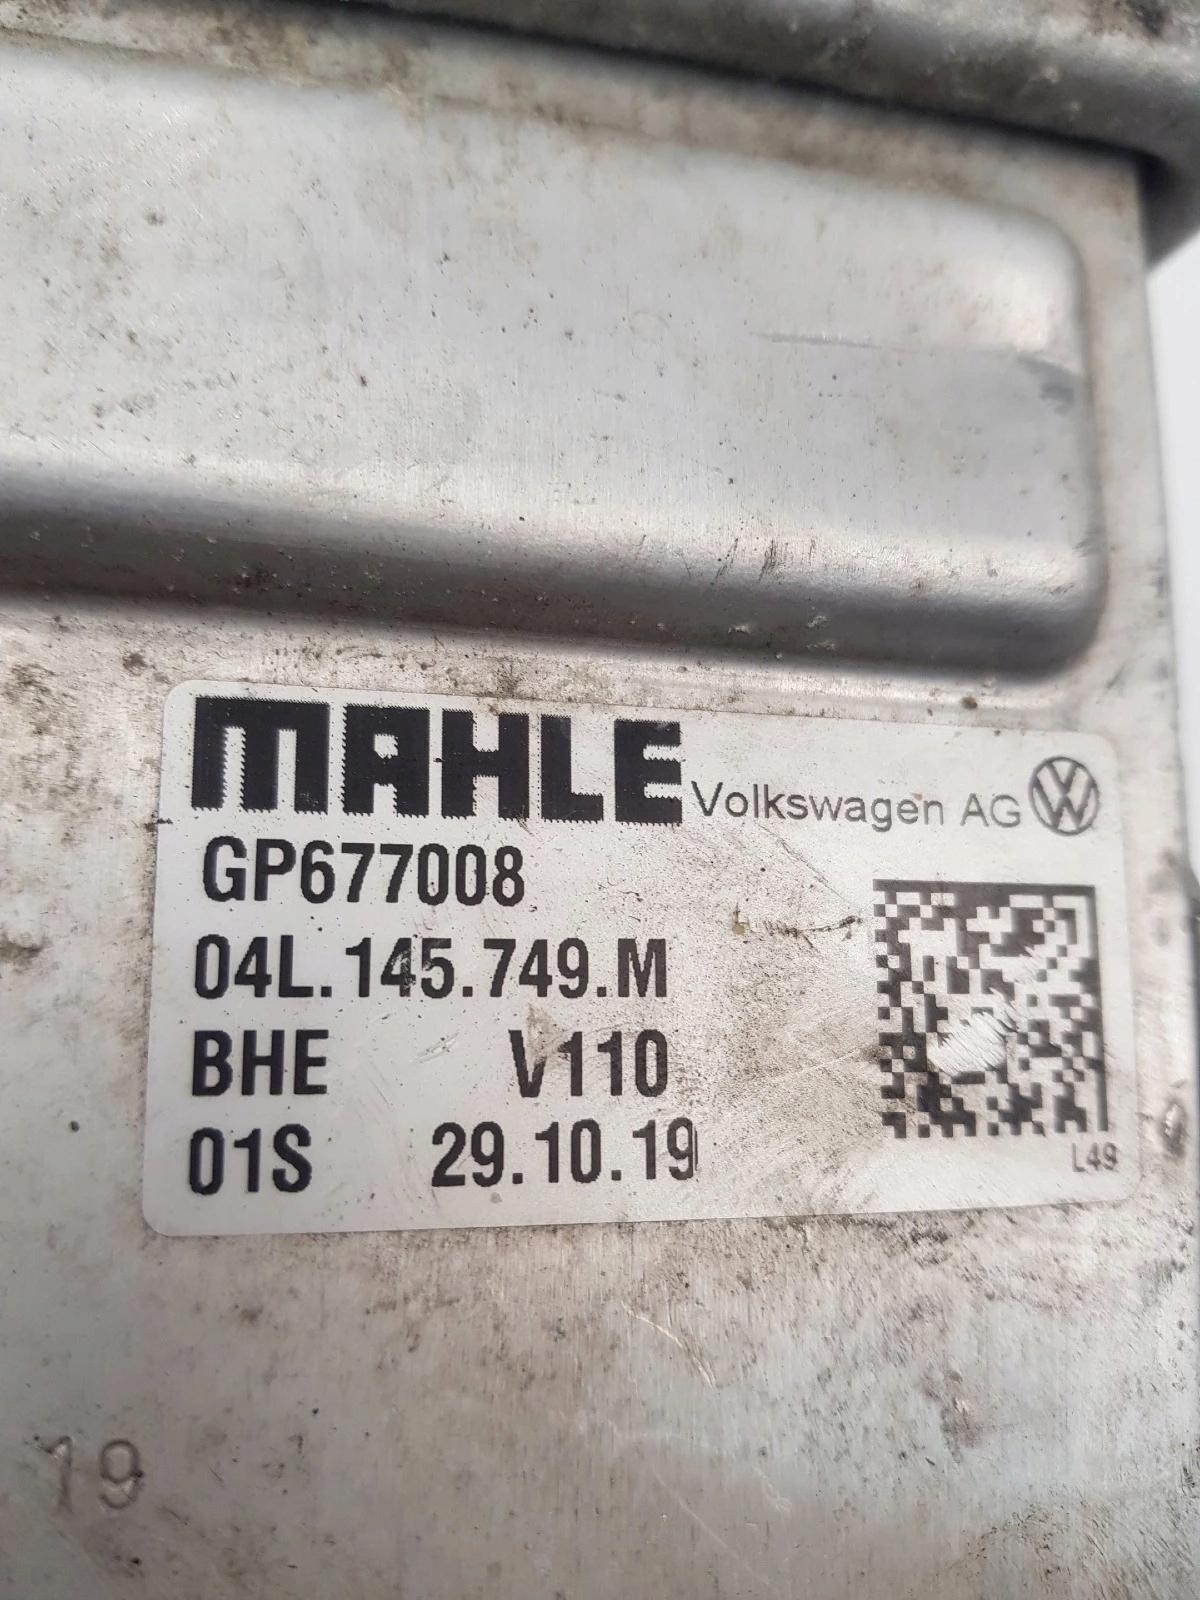 MAHLE Volkswagen AG
GP677008
04L.145.749.M
BHE V110
01S 29.10.19
L49
19